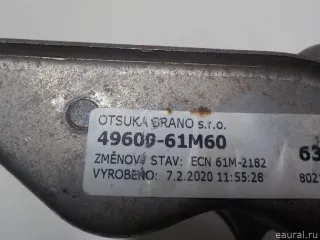 OTSUKA BRANO s.r.o.
49600-61M60 63
ZMĚNOVÝ STAV: ECN 61M-2182
VYROBENO: 7.2.2020 11:55:28 802
eaural.ru